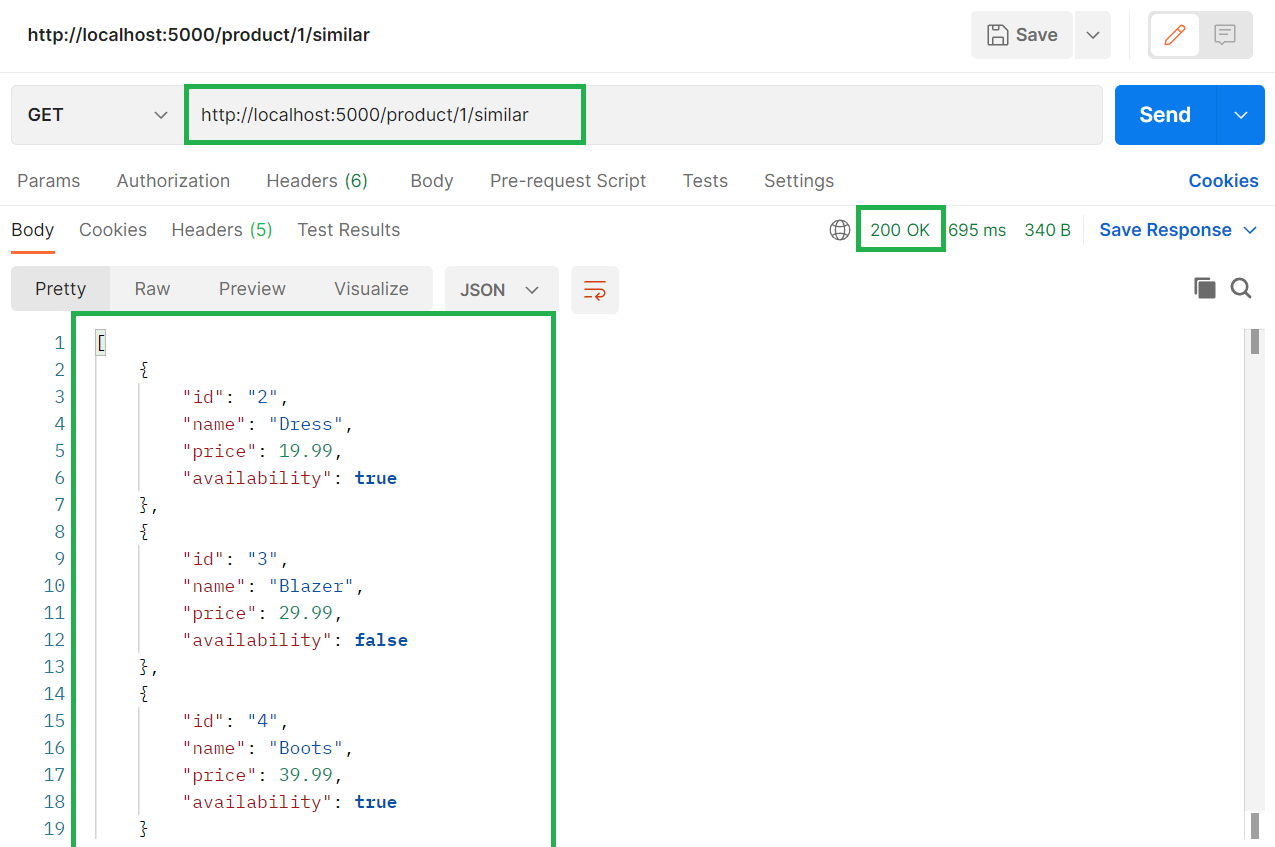 http://localhost:5000/product/1/similar
Save
GET
http://localhost:5000/product/1/similar
Send
Params Authorization Headers (6) Body Pre-request Script Tests Settings Cookies
Body Cookies Headers (5) Test Results 200 OK 695 ms 340 B Save Response
Pretty Raw Preview Visualize JSON
1 [
2 {
3 "id": "2",
4 "name": "Dress",
5 "price": 19.99,
6 "availability": true
7 },
8 {
9 "id": "3",
10 "name": "Blazer",
11 "price": 29.99,
12 "availability": false
13 },
14 {
15 "id": "4",
16 "name": "Boots",
17 "price": 39.99,
18 "availability": true
19 }